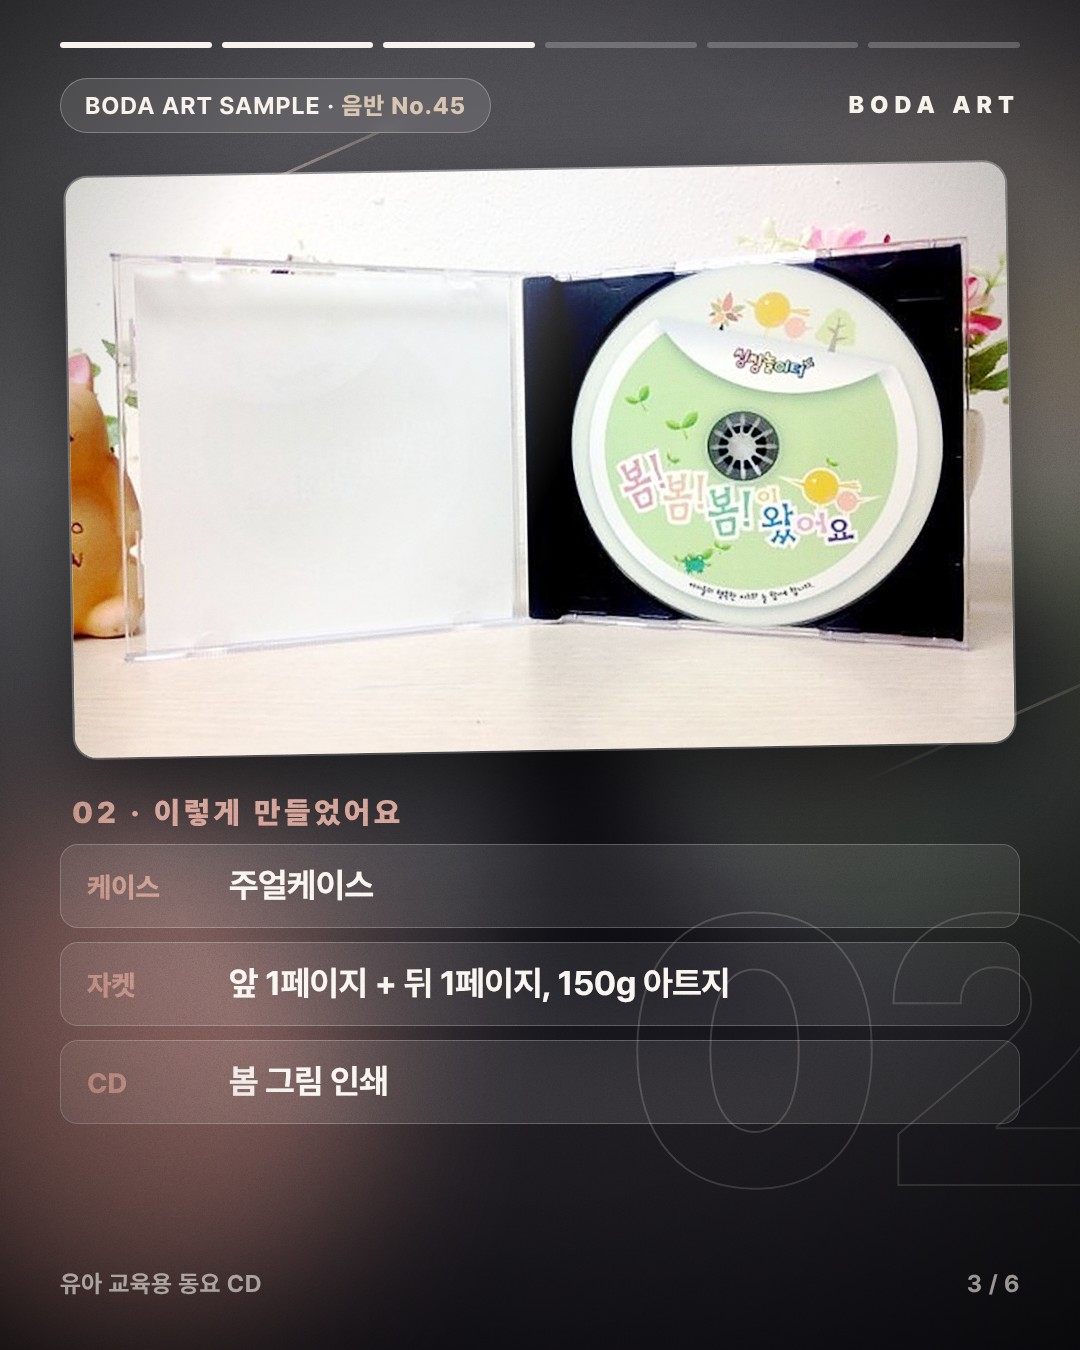 BODA ART SAMPLE · 음반 No.45
BODA ART
싱싱놀이터
봄! 봄! 봄!이 왔어요
02 · 이렇게 만들었어요
케이스 주얼케이스
자켓 앞 1페이지 + 뒤 1페이지, 150g 아트지
CD 봄 그림 인쇄
02
유아 교육용 동요 CD
3 / 6